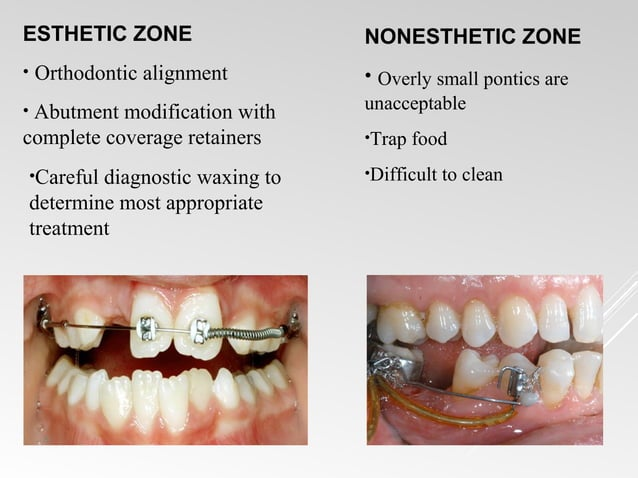 ESTHETIC ZONE
• Orthodontic alignment
• Abutment modification with
complete coverage retainers
•Careful diagnostic waxing to
determine most appropriate
treatment
NONESTHETIC ZONE
• Overly small pontics are
unacceptable
•Trap food
•Difficult to clean